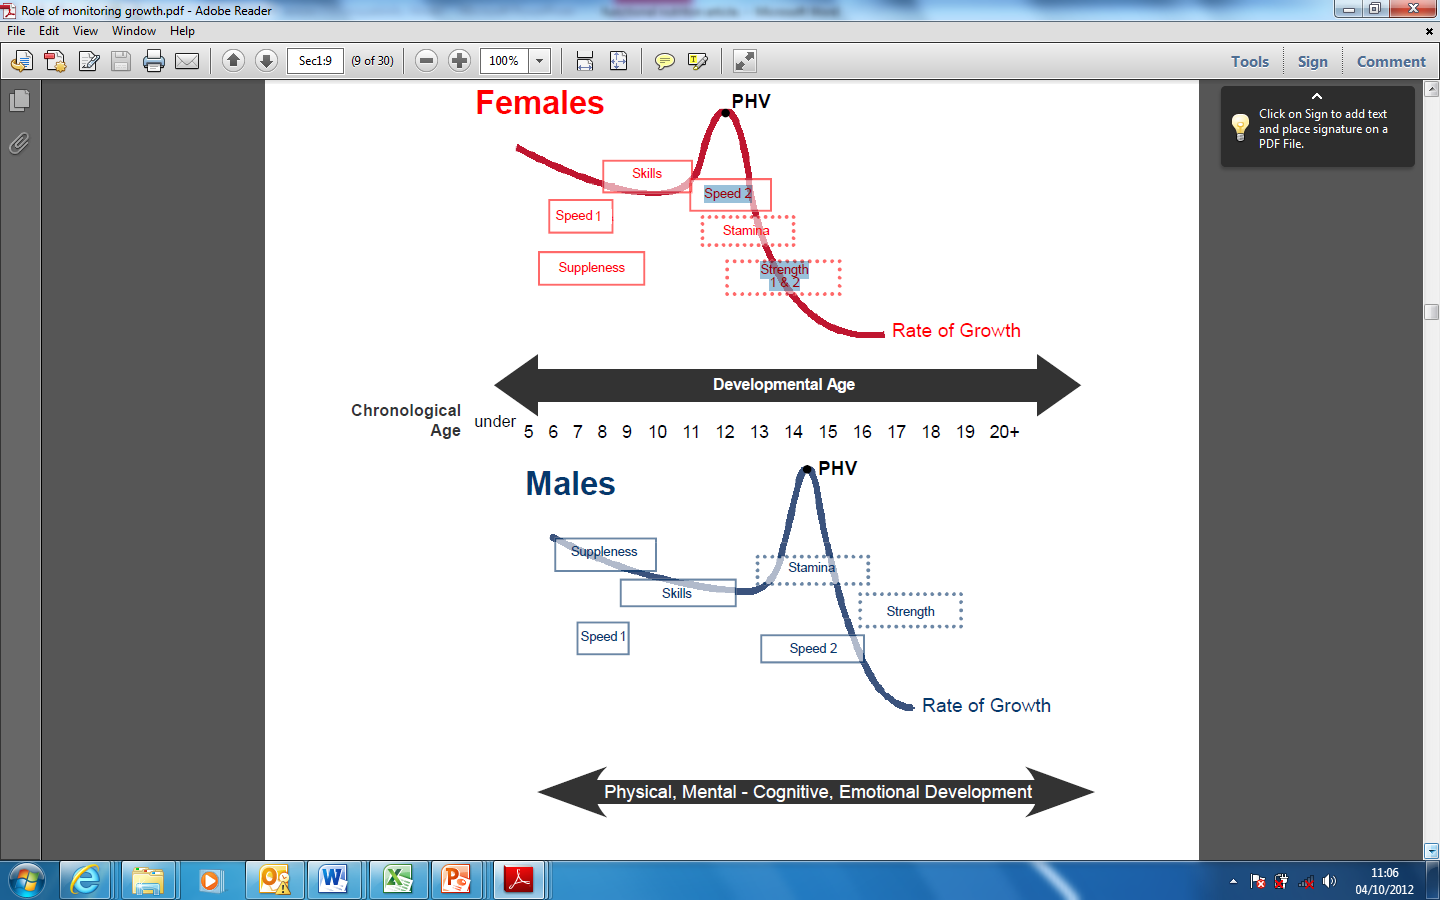 Role of monitoring growth.pdf - Adobe Reader
File Edit View Window Help
Sec1:9 (9 of 30) 100% Tools Sign Comment
Click on Sign to add text
and place signature on a
PDF File.
Females
PHV
Skills
Speed 2
Speed 1
Stamina
Suppleness
Strength
1 & 2
Rate of Growth
Developmental Age
Chronological
Age
under 5 6 7 8 9 10 11 12 13 14 15 16 17 18 19 20+
Males
PHV
Suppleness
Stamina
Skills
Strength
Speed 1
Speed 2
Rate of Growth
Physical, Mental - Cognitive, Emotional Development
11:06
04/10/2012